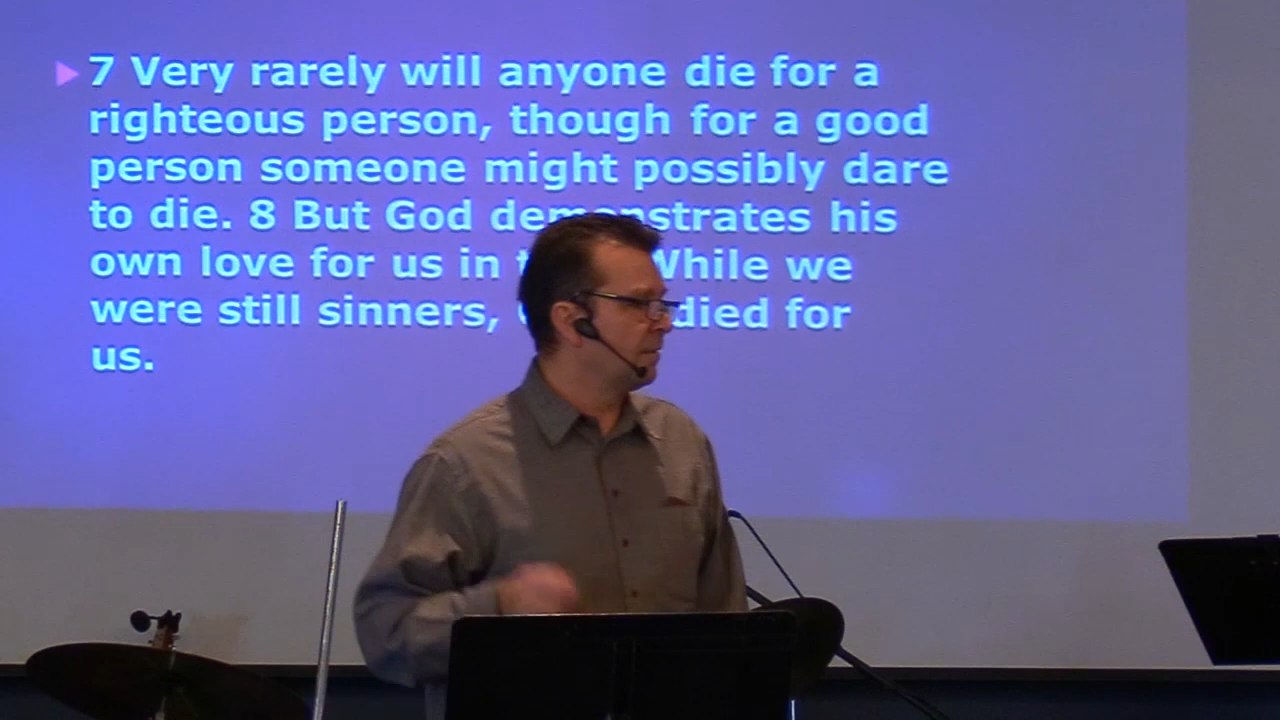 7 Very rarely will anyone die for a
righteous person, though for a good
person someone might possibly dare
to die. 8 But God demonstrates his
own love for us in While we
were still sinners, died for
us.